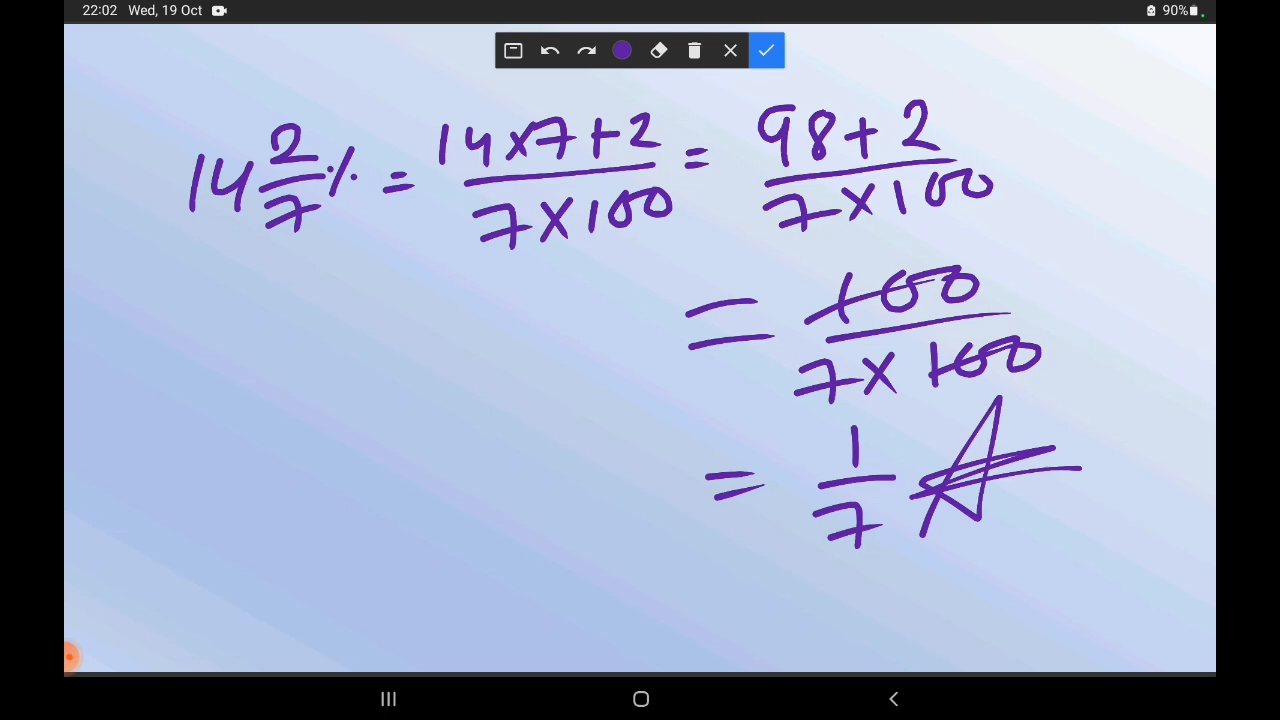 22:02 Wed, 19 Oct 90%
14 2/7 % = 14×7+2 / 7×100 = 98+2 / 7×100
= 100 / 7×100
= 1/7